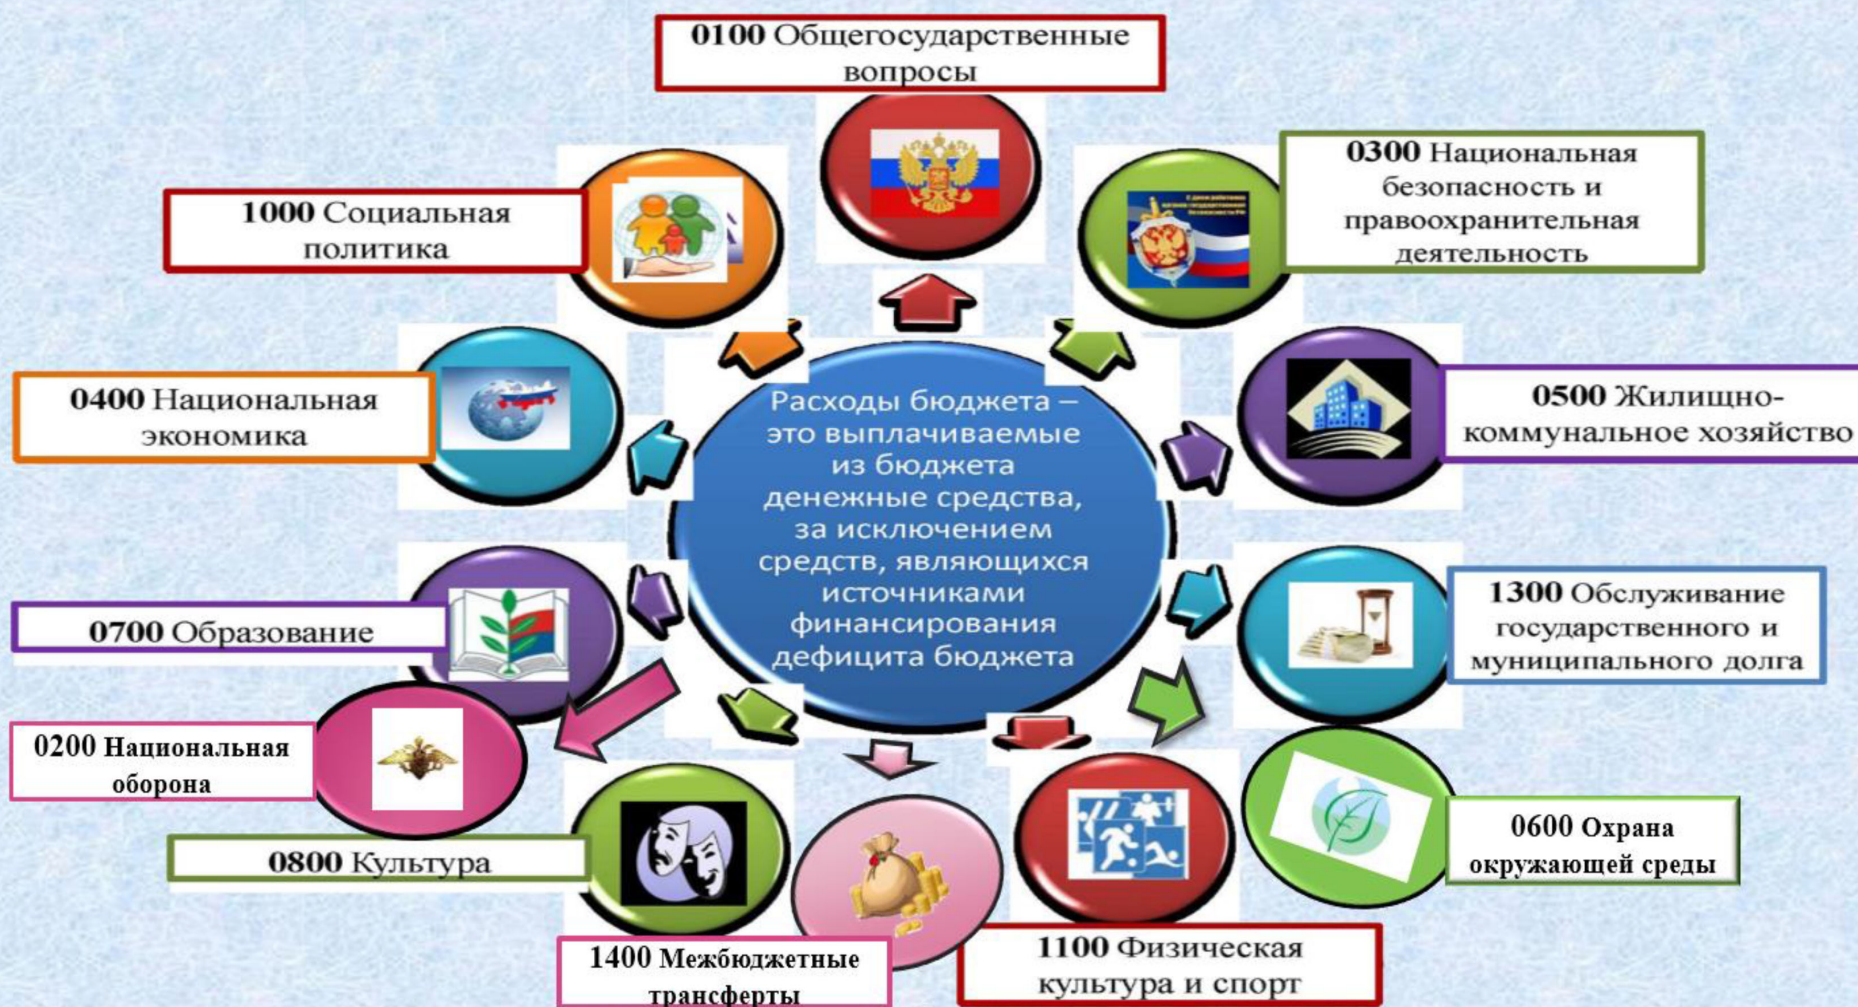 0100 Общегосударственные
вопросы
0300 Национальная
безопасность и
правоохранительная
деятельность
1000 Социальная
политика
0400 Национальная
экономика
0500 Жилищно-
коммунальное хозяйство
Расходы бюджета –
это выплачиваемые
из бюджета
денежные средства,
за исключением
средств, являющихся
источниками
финансирования
дефицита бюджета
0700 Образование
1300 Обслуживание
государственного и
муниципального долга
0200 Национальная
оборона
0800 Культура
0600 Охрана
окружающей среды
1400 Межбюджетные
трансферты
1100 Физическая
культура и спорт